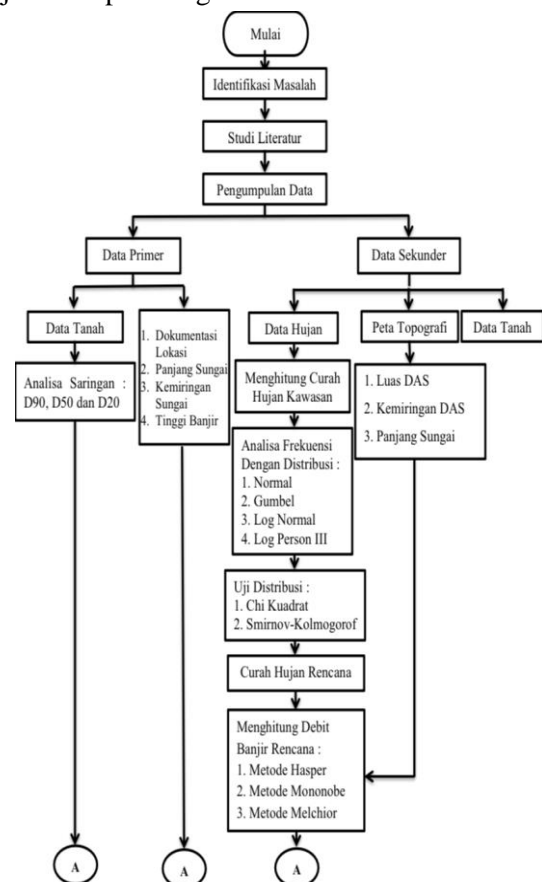 Mulai
Identifikasi Masalah
Studi Literatur
Pengumpulan Data
Data Primer
Data Sekunder
Data Tanah
1. Dokumentasi
Lokasi
2. Panjang Sungai
3. Kemiringan
Sungai
4. Tinggi Banjir
Data Hujan
Peta Topografi
Data Tanah
Analisa Saringan :
D90, D50 dan D20
Menghitung Curah
Hujan Kawasan
1. Luas DAS
2. Kemiringan DAS
3. Panjang Sungai
Analisa Frekuensi
Dengan Distribusi :
1. Normal
2. Gumbel
3. Log Normal
4. Log Person III
Uji Distribusi :
1. Chi Kuadrat
2. Smirnov-Kolmogorof
Curah Hujan Rencana
Menghitung Debit
Banjir Rencana :
1. Metode Hasper
2. Metode Mononobe
3. Metode Melchior
A
A
A